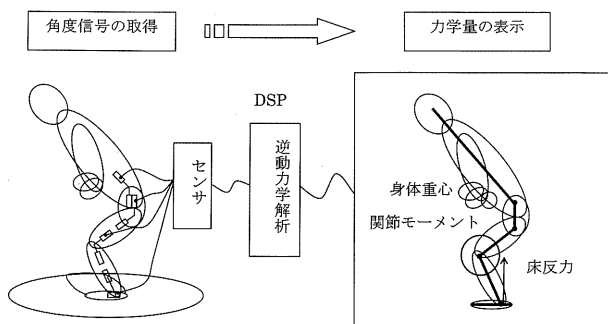 角度信号の取得
力学量の表示
DSP
センサ
逆動力学解析
身体重心
関節モーメント
床反力